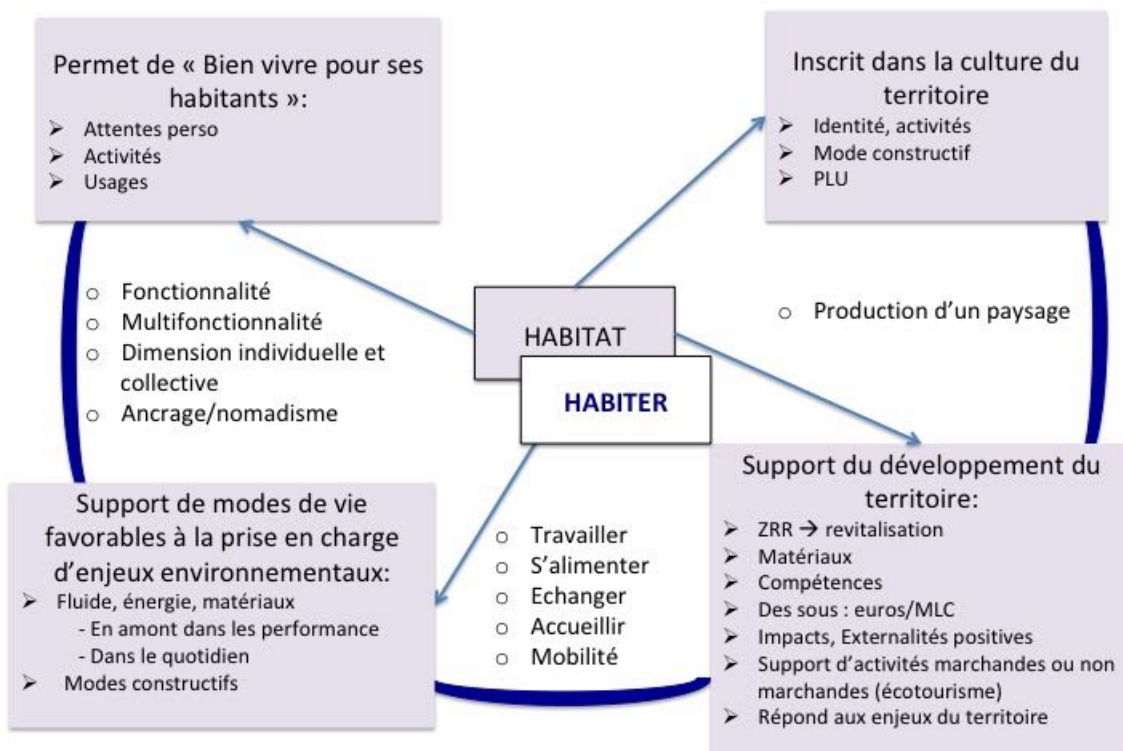 Permet de « Bien vivre pour ses
habitants »:
➢ Attentes perso
➢ Activités
➢ Usages
Inscrit dans la culture du
territoire
➢ Identité, activités
➢ Mode constructif
➢ PLU
o Fonctionnalité
o Multifonctionnalité
o Dimension individuelle et
collective
o Ancrage/nomadisme
HABITAT
HABITER
o Production d'un paysage
Support de modes de vie
favorables à la prise en charge
d'enjeux environnementaux:
➢ Fluide, énergie, matériaux
- En amont dans les performance
- Dans le quotidien
➢ Modes constructifs
o Travailler
o S'alimenter
o Echanger
o Accueillir
o Mobilité
Support du développement du
territoire:
➢ ZRR → revitalisation
➢ Matériaux
➢ Compétences
➢ Des sous : euros/MLC
➢ Impacts, Externalités positives
➢ Support d'activités marchandes ou non
marchandes (écotourisme)
➢ Répond aux enjeux du territoire